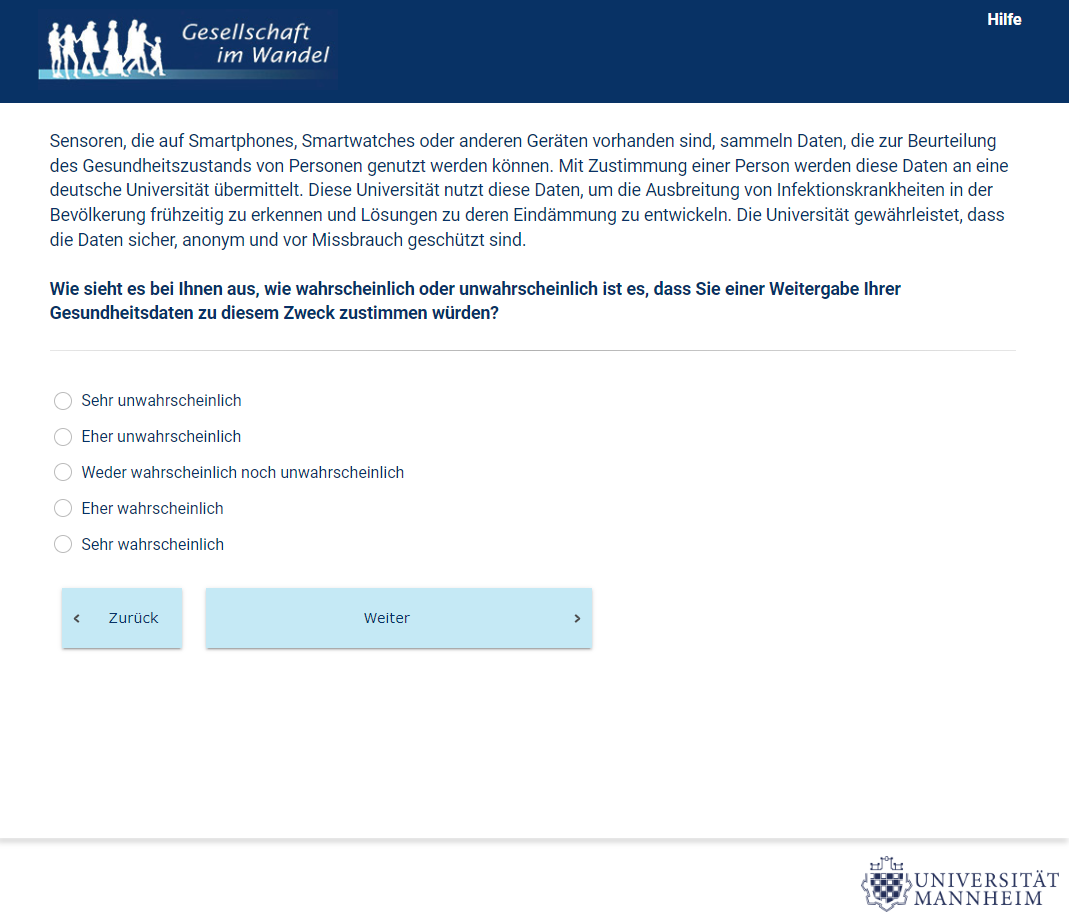 Gesellschaft
im Wandel
Hilfe
Sensoren, die auf Smartphones, Smartwatches oder anderen Geräten vorhanden sind, sammeln Daten, die zur Beurteilung
des Gesundheitszustands von Personen genutzt werden können. Mit Zustimmung einer Person werden diese Daten an eine
deutsche Universität übermittelt. Diese Universität nutzt diese Daten, um die Ausbreitung von Infektionskrankheiten in der
Bevölkerung frühzeitig zu erkennen und Lösungen zu deren Eindämmung zu entwickeln. Die Universität gewährleistet, dass
die Daten sicher, anonym und vor Missbrauch geschützt sind.
Wie sieht es bei Ihnen aus, wie wahrscheinlich oder unwahrscheinlich ist es, dass Sie einer Weitergabe Ihrer
Gesundheitsdaten zu diesem Zweck zustimmen würden?
Sehr unwahrscheinlich
Eher unwahrscheinlich
Weder wahrscheinlich noch unwahrscheinlich
Eher wahrscheinlich
Sehr wahrscheinlich
Zurück
Weiter
UNIVERSITÄT
MANNHEIM